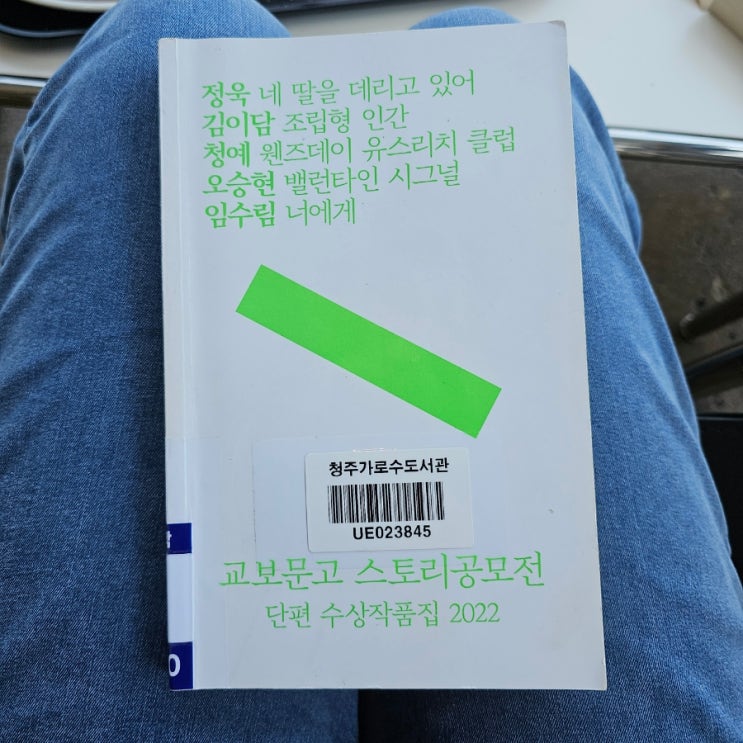 정욱 네 딸을 데리고 있어
김이담 조립형 인간
청예 웬즈데이 유스리치 클럽
오승현 밸런타인 시그널
임수림 너에게
청주가로수도서관
UE023845
교보문고 스토리공모전
단편 수상작품집 2022